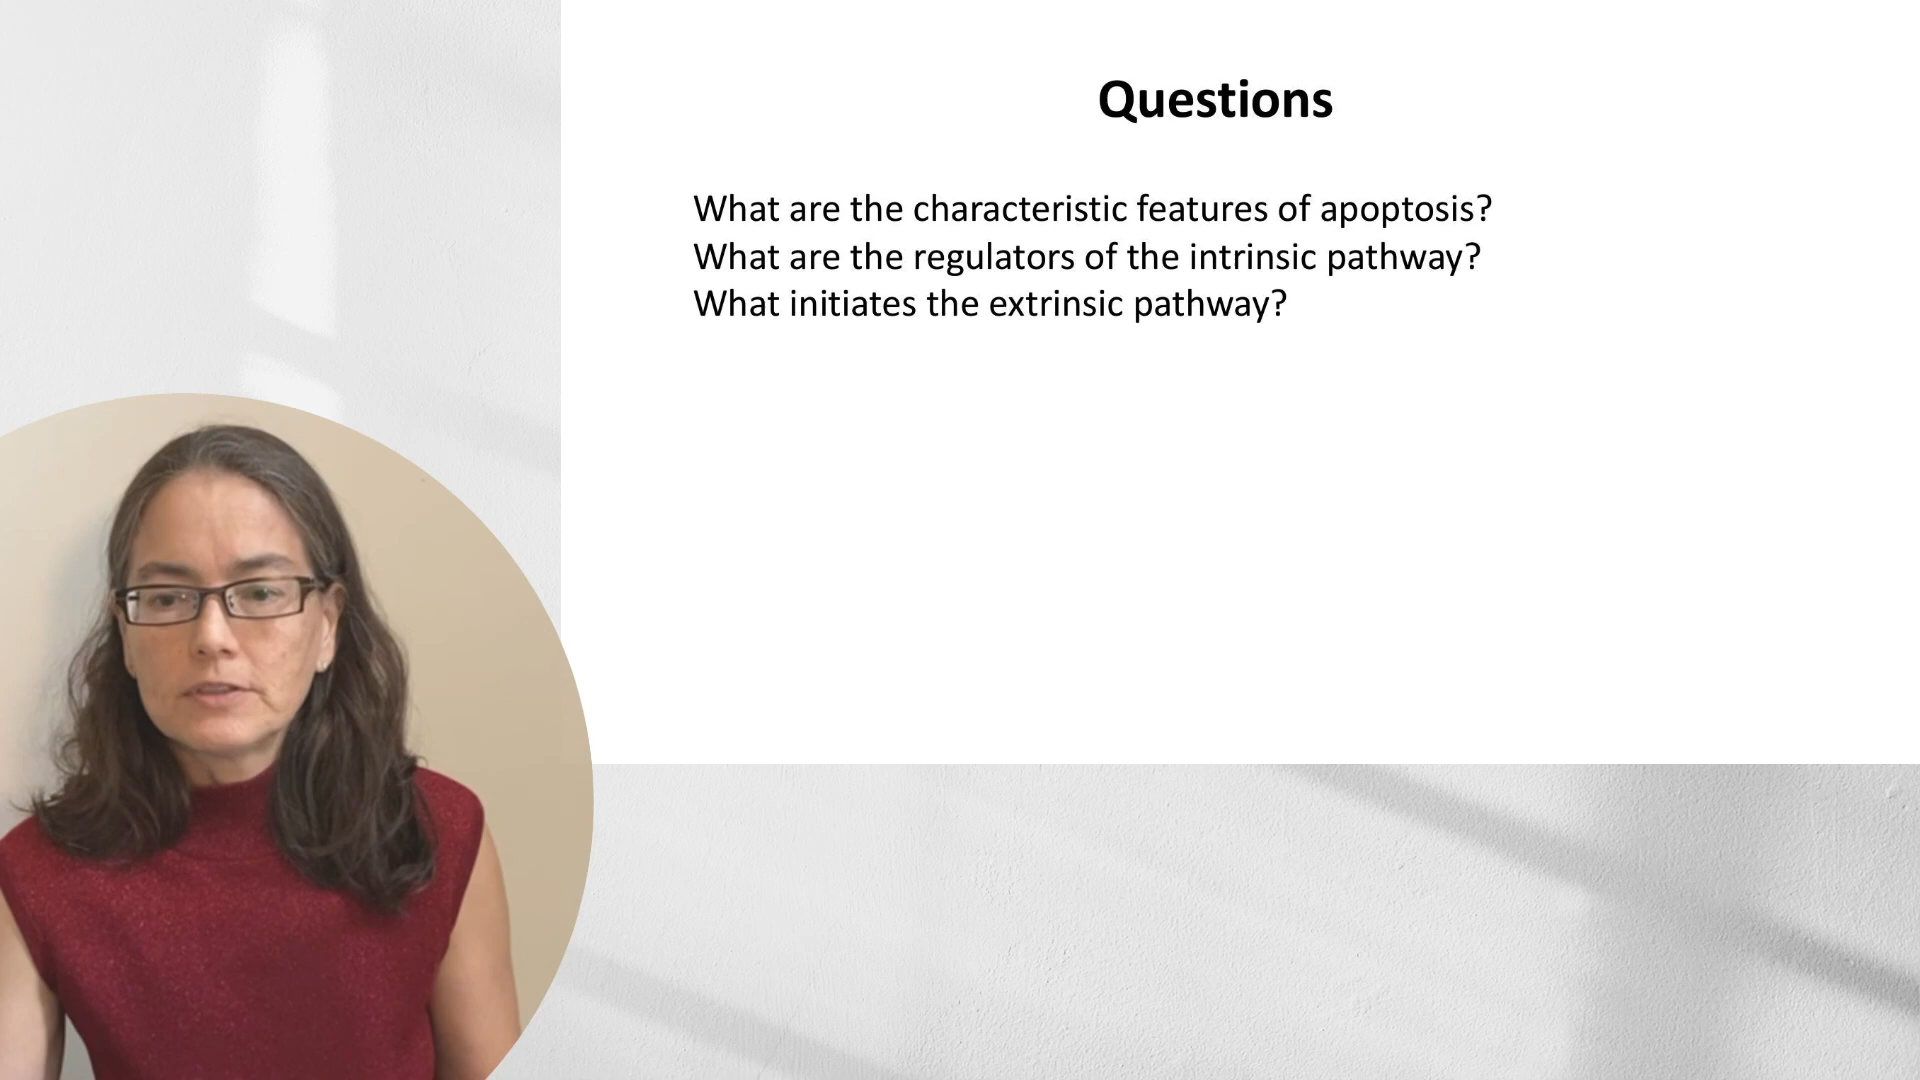 Questions
What are the characteristic features of apoptosis?
What are the regulators of the intrinsic pathway?
What initiates the extrinsic pathway?